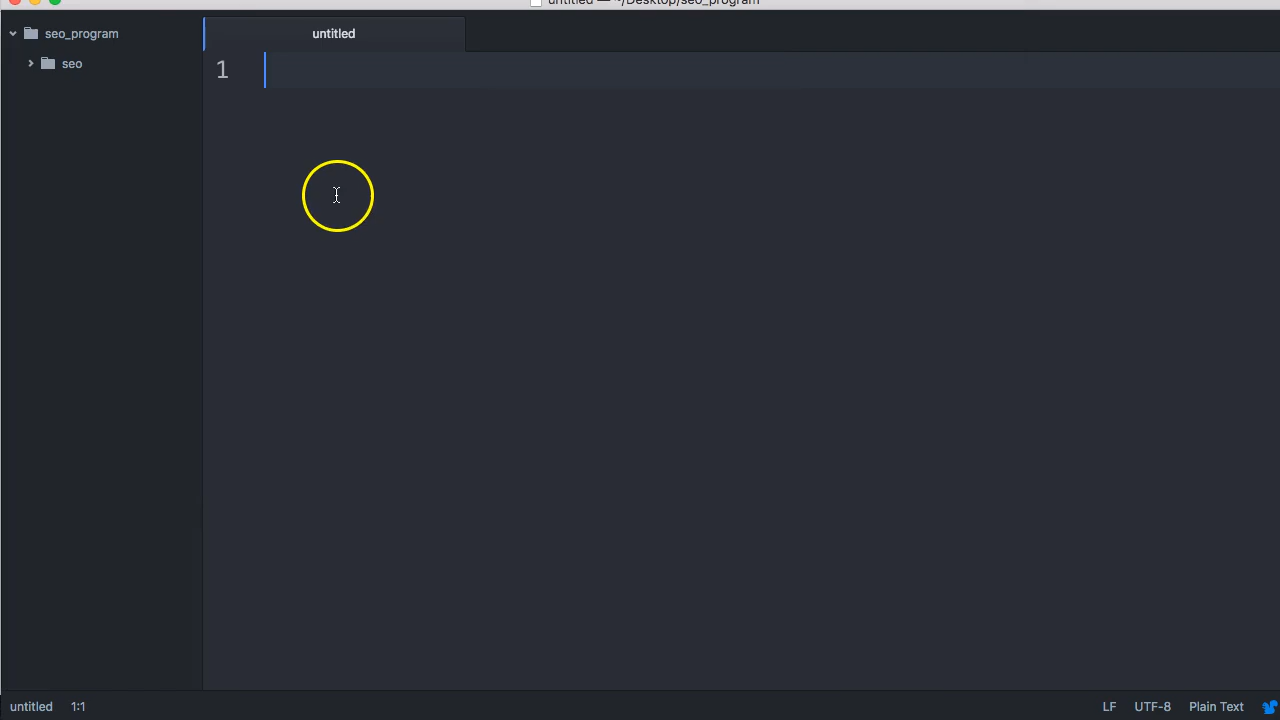 untitled — ~/Desktop/seo_program
seo_program
seo
untitled
1
untitled 1:1
LF UTF-8 Plain Text